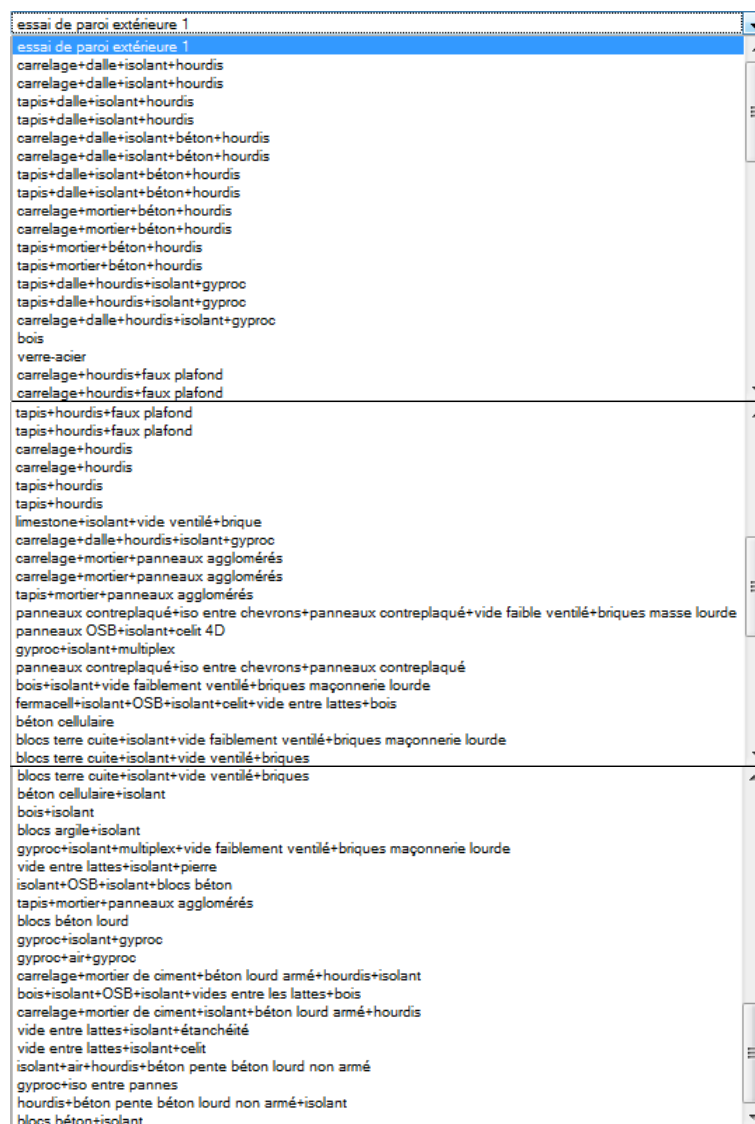 essai de paroi extérieure 1
essai de paroi extérieure 1
carrelage+dalle+isolant+hourdis
carrelage+dalle+isolant+hourdis
tapis+dalle+isolant+hourdis
tapis+dalle+isolant+hourdis
carrelage+dalle+isolant+béton+hourdis
carrelage+dalle+isolant+béton+hourdis
tapis+dalle+isolant+béton+hourdis
tapis+dalle+isolant+béton+hourdis
carrelage+mortier+béton+hourdis
carrelage+mortier+béton+hourdis
tapis+mortier+béton+hourdis
tapis+mortier+béton+hourdis
tapis+dalle+hourdis+isolant+gyproc
tapis+dalle+hourdis+isolant+gyproc
carrelage+dalle+hourdis+isolant+gyproc
bois
verre-acier
carrelage+hourdis+faux plafond
carrelage+hourdis+faux plafond
tapis+hourdis+faux plafond
tapis+hourdis+faux plafond
carrelage+hourdis
carrelage+hourdis
tapis+hourdis
tapis+hourdis
limestone+isolant+vide ventilé+brique
carrelage+dalle+hourdis+isolant+gyproc
carrelage+mortier+panneaux agglomérés
carrelage+mortier+panneaux agglomérés
tapis+mortier+panneaux agglomérés
panneaux contreplaqué+iso entre chevrons+panneaux contreplaqué+vide faible ventilé+briques masse lourde
panneaux OSB+isolant+celit 4D
gyproc+isolant+multiplex
panneaux contreplaqué+iso entre chevrons+panneaux contreplaqué
bois+isolant+vide faiblement ventilé+briques maçonnerie lourde
fermacell+isolant+OSB+isolant+celit+vide entre lattes+bois
béton cellulaire
blocs terre cuite+isolant+vide faiblement ventilé+briques maçonnerie lourde
blocs terre cuite+isolant+vide ventilé+briques
blocs terre cuite+isolant+vide ventilé+briques
béton cellulaire+isolant
bois+isolant
blocs argile+isolant
gyproc+isolant+multiplex+vide faiblement ventilé+briques maçonnerie lourde
vide entre lattes+isolant+pierre
isolant+OSB+isolant+blocs béton
tapis+mortier+panneaux agglomérés
blocs béton lourd
gyproc+isolant+gyproc
gyproc+air+gyproc
carrelage+mortier de ciment+béton lourd armé+hourdis+isolant
bois+isolant+OSB+isolant+vides entre les lattes+bois
carrelage+mortier de ciment+isolant+béton lourd armé+hourdis
vide entre lattes+isolant+étanchéité
vide entre lattes+isolant+celit
isolant+air+hourdis+béton pente béton lourd non armé
gyproc+iso entre pannes
hourdis+béton pente béton lourd non armé+isolant
blocs béton+isolant